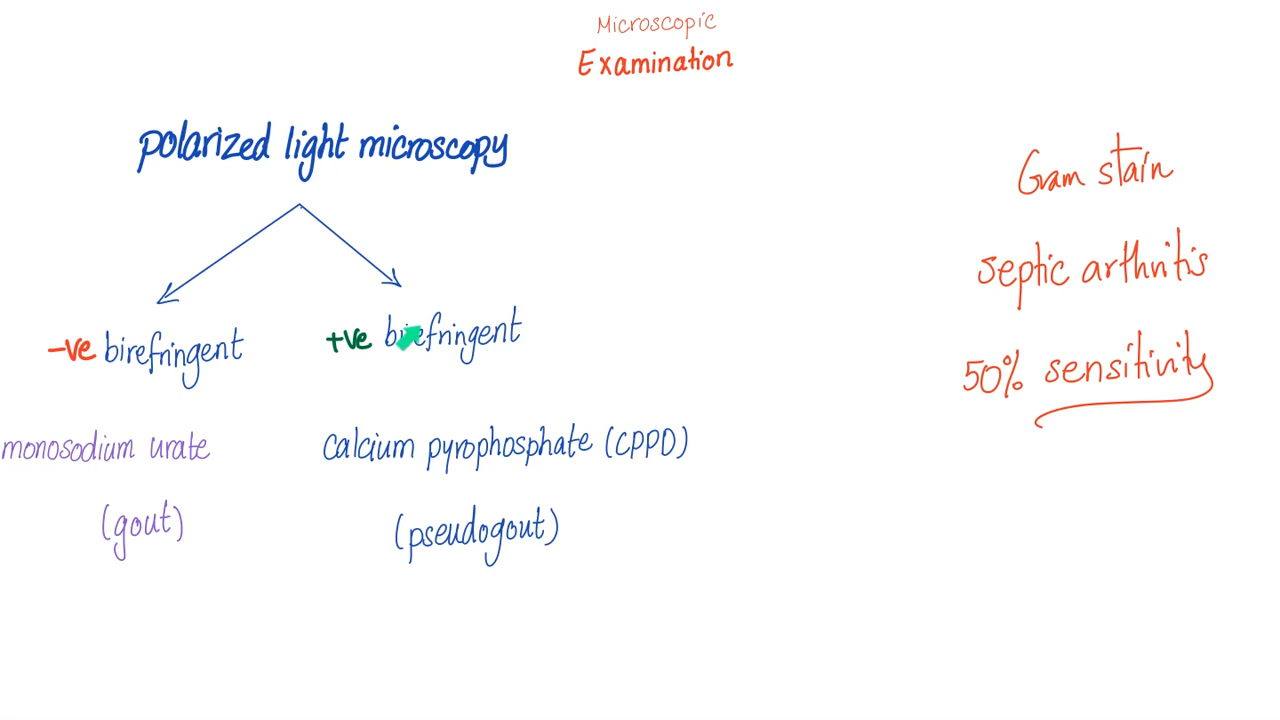 Microscopic
Examination
polarized light microscopy
-ve birefringent
+ve birefringent
monosodium urate
(gout)
calcium pyrophosphate (CPPD)
(pseudogout)
Gram stain
septic arthritis
50% sensitivity